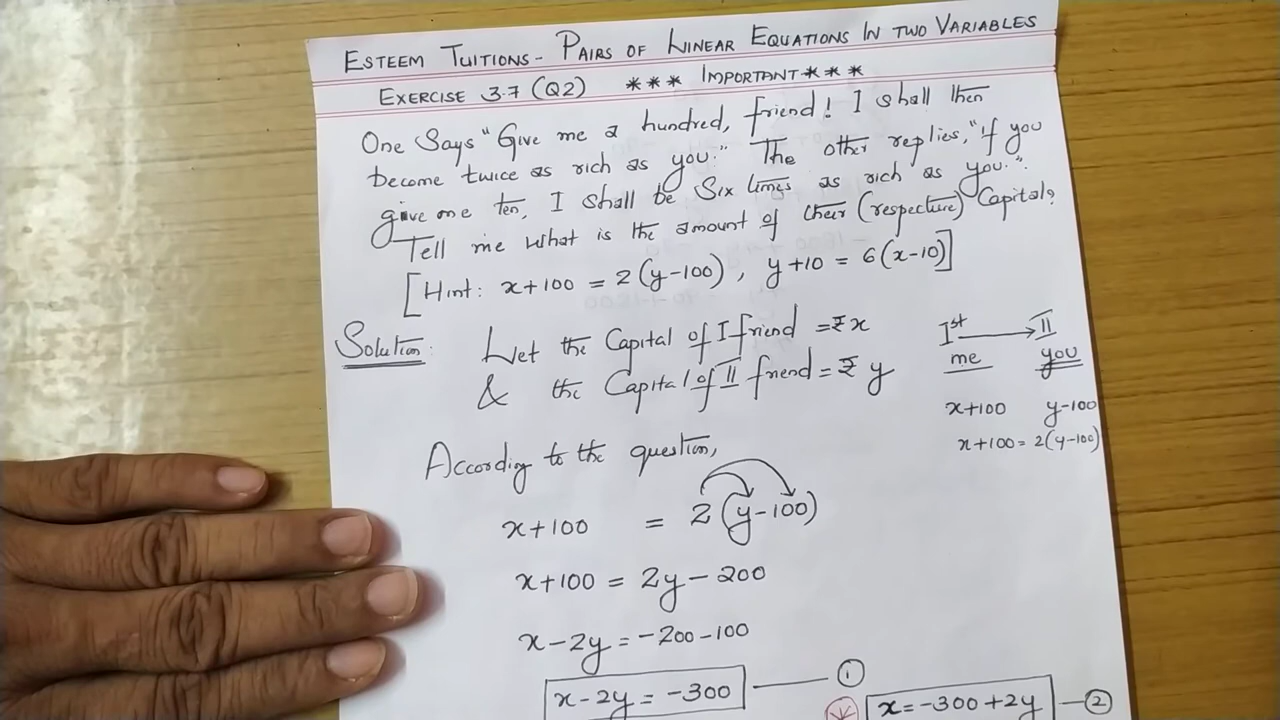 ESTEEM TUITIONS - PAIRS OF LINEAR EQUATIONS IN TWO VARIABLES
EXERCISE 3.7 (Q2) *** IMPORTANT ***
One Says "Give me a hundred, friend! I shall then
become twice as rich as you." The other replies, "If you
give me ten, I shall be Six times as rich as you.".
Tell me what is the amount of their (respective) Capital?
[Hint: x+100 = 2(y-100), y+10 = 6(x-10)]
Solution: Let the Capital of I friend = ₹ x
& the Capital of II friend = ₹ y
Ist → II
me you
x+100 y-100
x+100 = 2(y-100)
According to the question,
x+100 = 2(y-100)
x+100 = 2y-200
x-2y = -200-100
x-2y = -300 — ①
x = -300+2y — ②